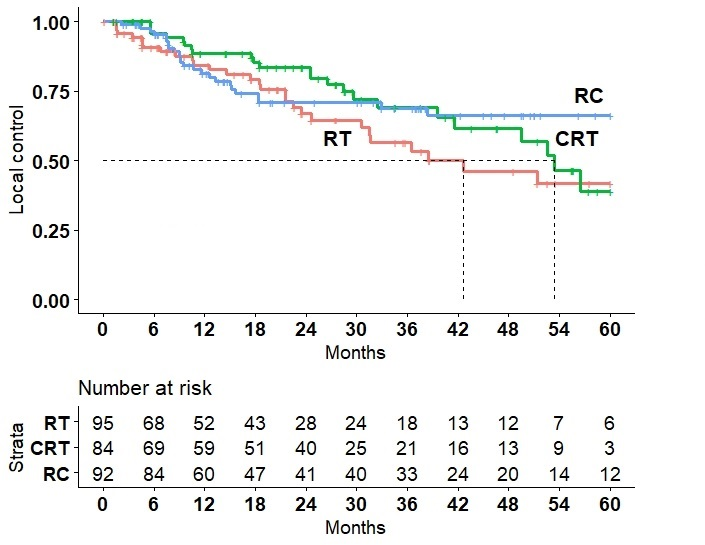 1.00
0.75
0.50
0.25
0.00
Local control
RC
RT
CRT
0 6 12 18 24 30 36 42 48 54 60
Months
Number at risk
Strata
RT 95 68 52 43 28 24 18 13 12 7 6
CRT 84 69 59 51 40 25 21 16 13 9 3
RC 92 84 60 47 41 40 33 24 20 14 12
0 6 12 18 24 30 36 42 48 54 60
Months